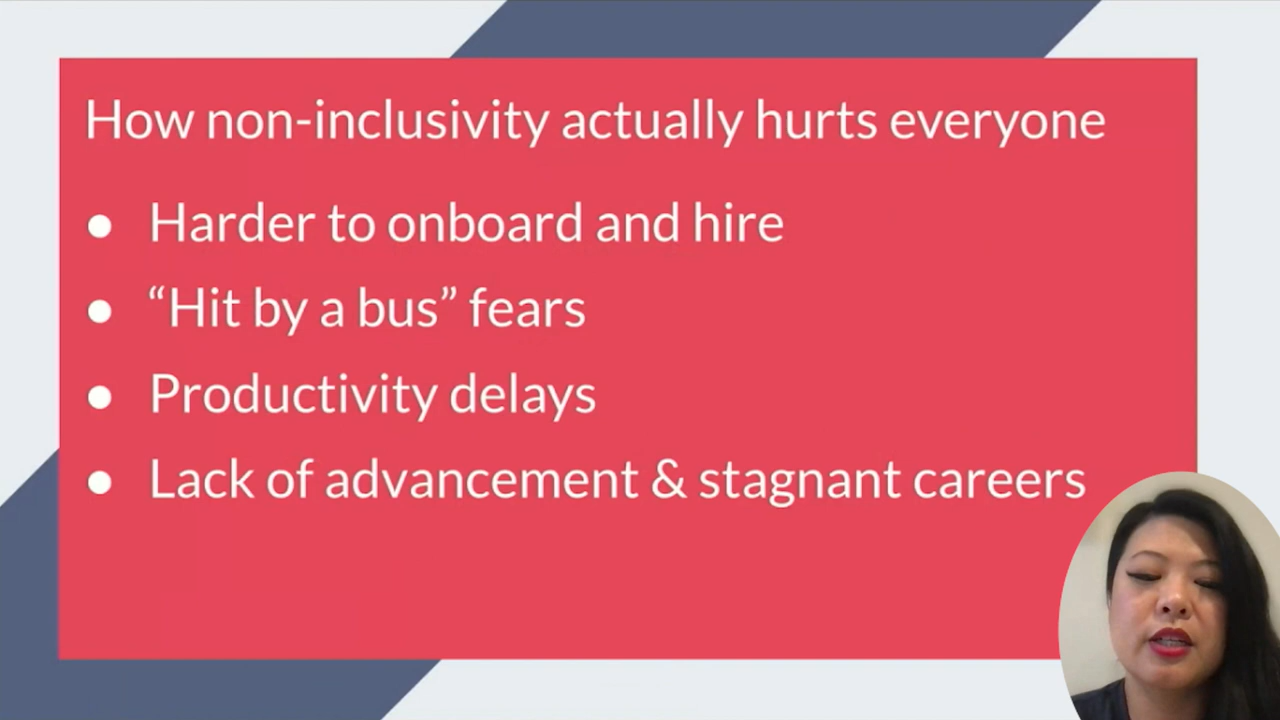 How non-inclusivity actually hurts everyone
● Harder to onboard and hire
● “Hit by a bus” fears
● Productivity delays
● Lack of advancement & stagnant careers